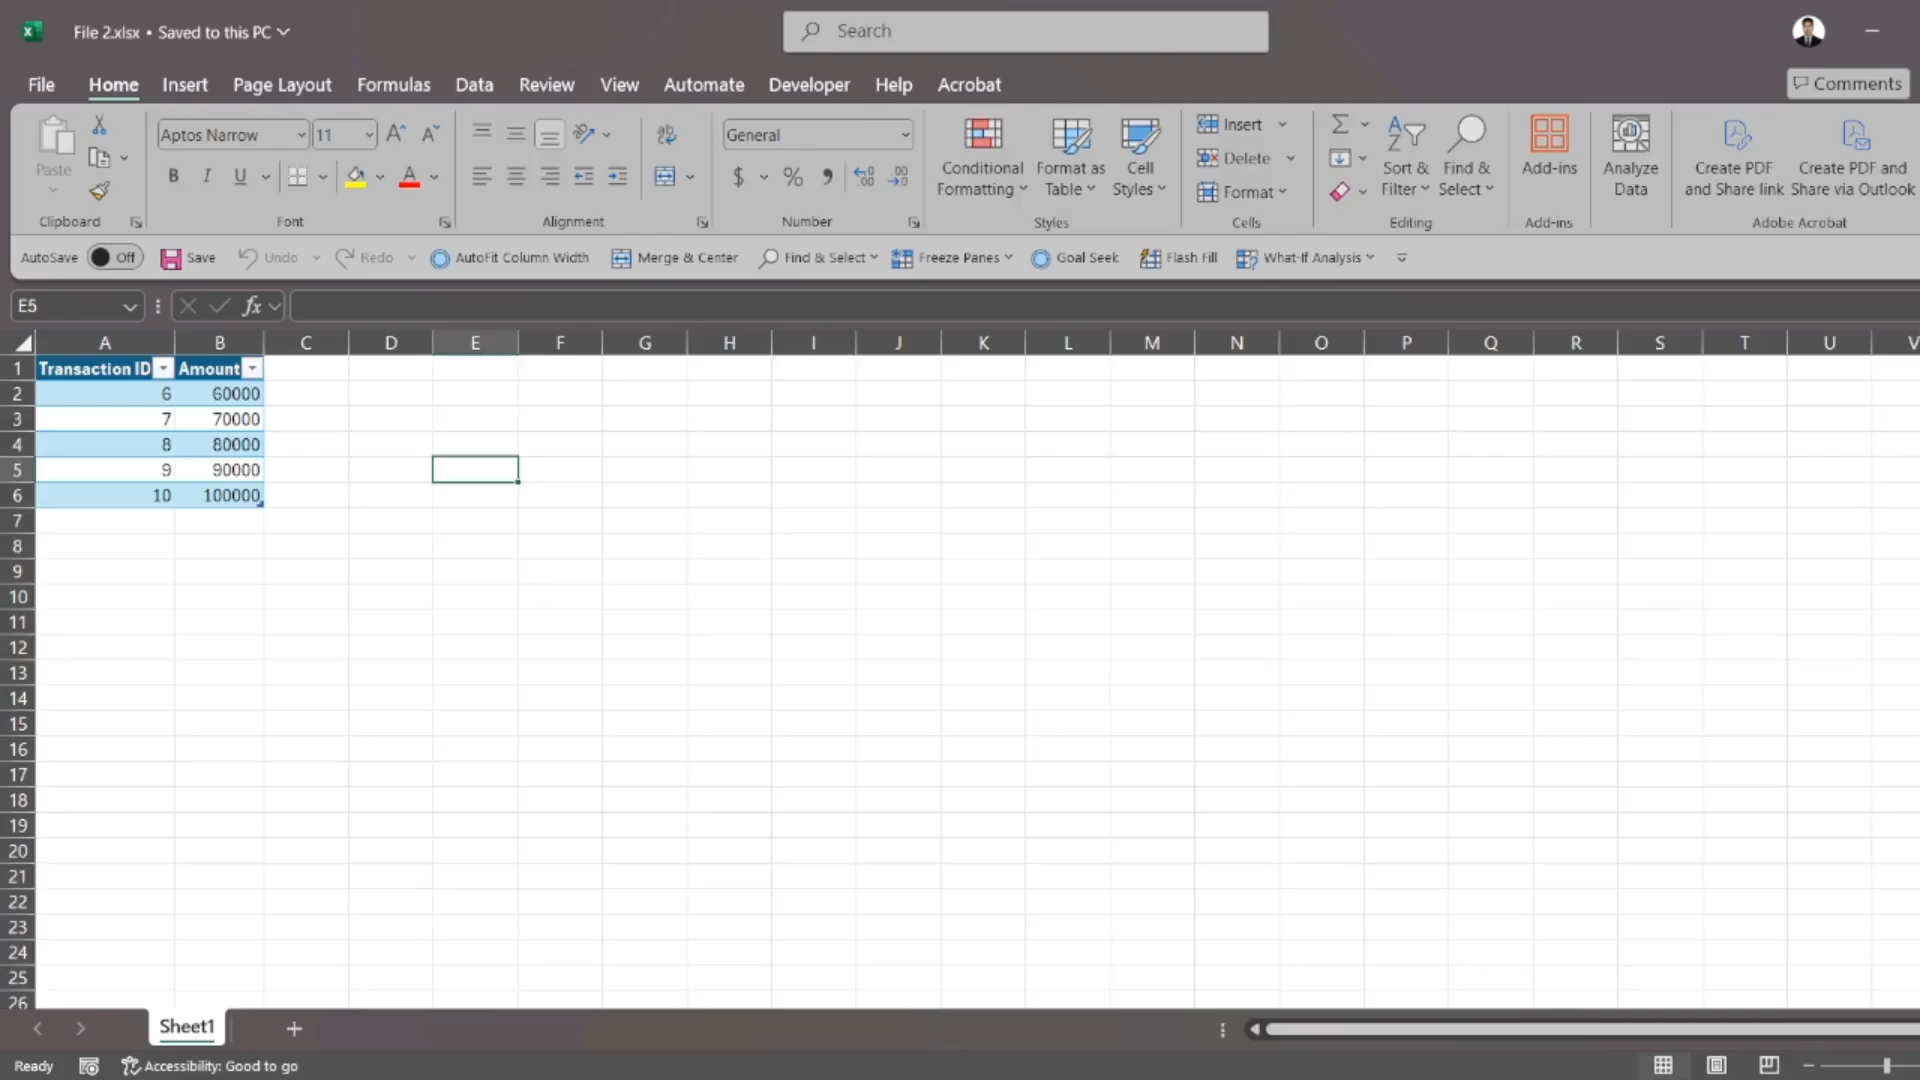 File 2.xlsx • Saved to this PC
Search
File Home Insert Page Layout Formulas Data Review View Automate Developer Help Acrobat
Comments
Paste
Clipboard
Aptos Narrow 11
B I U
Font
Alignment
General
$ % 9
Number
Conditional Formatting
Format as Table
Cell Styles
Styles
Insert
Delete
Format
Cells
Sort & Filter
Find & Select
Editing
Add-ins
Add-ins
Analyze Data
Create PDF and Share link
Create PDF and Share via Outlook
Adobe Acrobat
AutoSave Off Save Undo Redo AutoFit Column Width Merge & Center Find & Select Freeze Panes Goal Seek Flash Fill What-If Analysis
E5 fx
A B C D E F G H I J K L M N O P Q R S T U V
1 Transaction ID Amount
2 6 60000
3 7 70000
4 8 80000
5 9 90000
6 10 100000
7
8
9
10
11
12
13
14
15
16
17
18
19
20
21
22
23
24
25
26
Sheet1
Ready Accessibility: Good to go